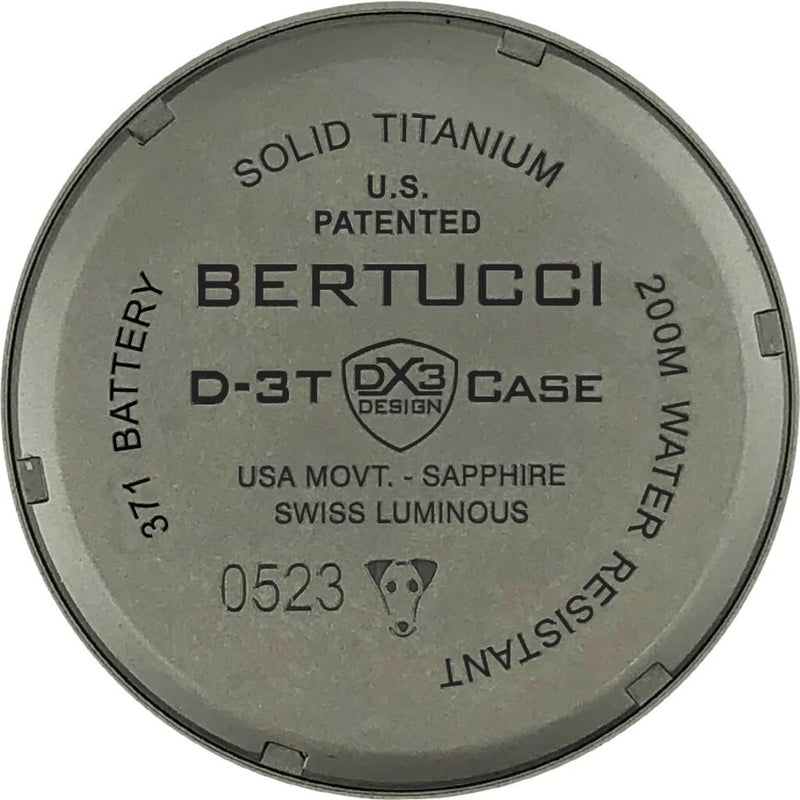 SOLID TITANIUM
U.S.
PATENTED
BERTUCCI
D-3T DX3 CASE
DESIGN
USA MOVT. - SAPPHIRE
SWISS LUMINOUS
0523
371 BATTERY
200M WATER RESISTANT